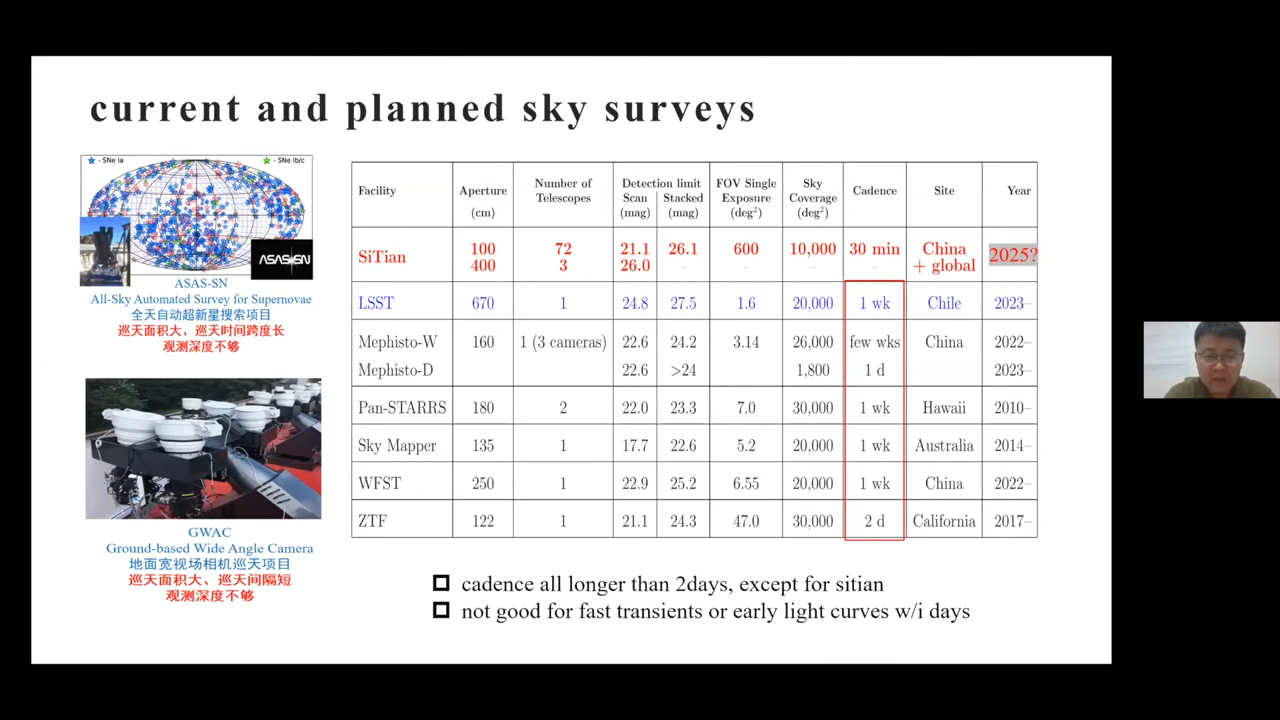 current and planned sky surveys
- SNe Ia
- SNe Ib/c
ASAS-SN
ASAS-SN
All-Sky Automated Survey for Supernovae
全天自动超新星搜索项目
巡天面积大、巡天时间跨度长
观测深度不够
GWAC
Ground-based Wide Angle Camera
地面宽视场相机巡天项目
巡天面积大、巡天间隔短
观测深度不够
Facility Aperture (cm) Number of Telescopes Detection limit Scan (mag) Stacked (mag) FOV Single Exposure (deg²) Sky Coverage (deg²) Cadence Site Year
SiTian 100 72 21.1 26.1 600 10,000 30 min China 2025?
400 3 26.0 – – – – + global
LSST 670 1 24.8 27.5 1.6 20,000 1 wk Chile 2023–
Mephisto-W 160 1 (3 cameras) 22.6 24.2 3.14 26,000 few wks China 2022–
Mephisto-D 22.6 >24 1,800 1 d 2023–
Pan-STARRS 180 2 22.0 23.3 7.0 30,000 1 wk Hawaii 2010–
Sky Mapper 135 1 17.7 22.6 5.2 20,000 1 wk Australia 2014–
WFST 250 1 22.9 25.2 6.55 20,000 1 wk China 2022–
ZTF 122 1 21.1 24.3 47.0 30,000 2 d California 2017–
cadence all longer than 2days, except for sitian
not good for fast transients or early light curves w/i days